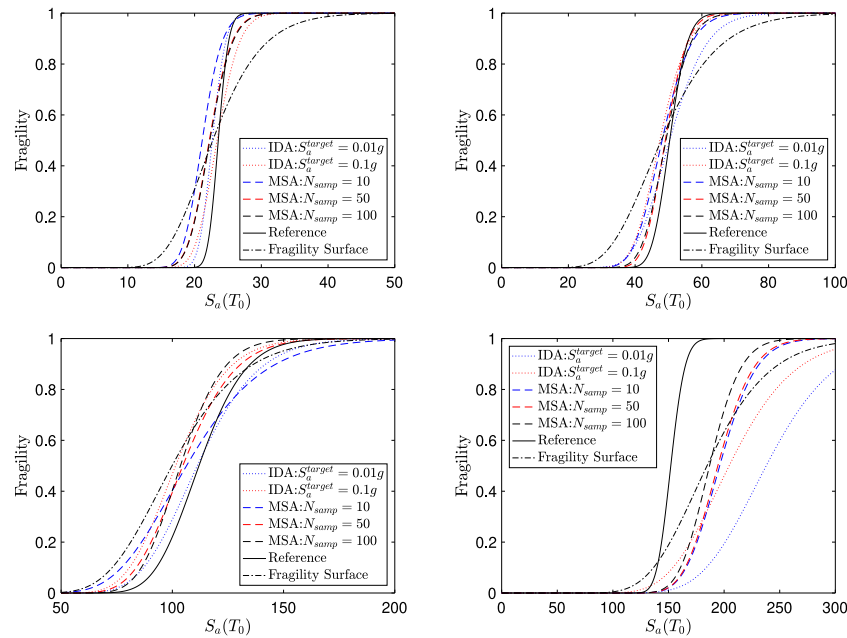 1
0.8
0.6
0.4
0.2
0
Fragility
0 10 20 30 40 50
S_a(T_0)
IDA:S_a^{target} = 0.01g
IDA:S_a^{target} = 0.1g
MSA:N_{samp} = 10
MSA:N_{samp} = 50
MSA:N_{samp} = 100
Reference
Fragility Surface
1
0.8
0.6
0.4
0.2
0
Fragility
0 20 40 60 80 100
S_a(T_0)
IDA:S_a^{target} = 0.01g
IDA:S_a^{target} = 0.1g
MSA:N_{samp} = 10
MSA:N_{samp} = 50
MSA:N_{samp} = 100
Reference
Fragility Surface
1
0.8
0.6
0.4
0.2
0
Fragility
50 100 150 200
S_a(T_0)
IDA:S_a^{target} = 0.01g
IDA:S_a^{target} = 0.1g
MSA:N_{samp} = 10
MSA:N_{samp} = 50
MSA:N_{samp} = 100
Reference
Fragility Surface
1
0.8
0.6
0.4
0.2
0
Fragility
0 50 100 150 200 250 300
S_a(T_0)
IDA:S_a^{target} = 0.01g
IDA:S_a^{target} = 0.1g
MSA:N_{samp} = 10
MSA:N_{samp} = 50
MSA:N_{samp} = 100
Reference
Fragility Surface